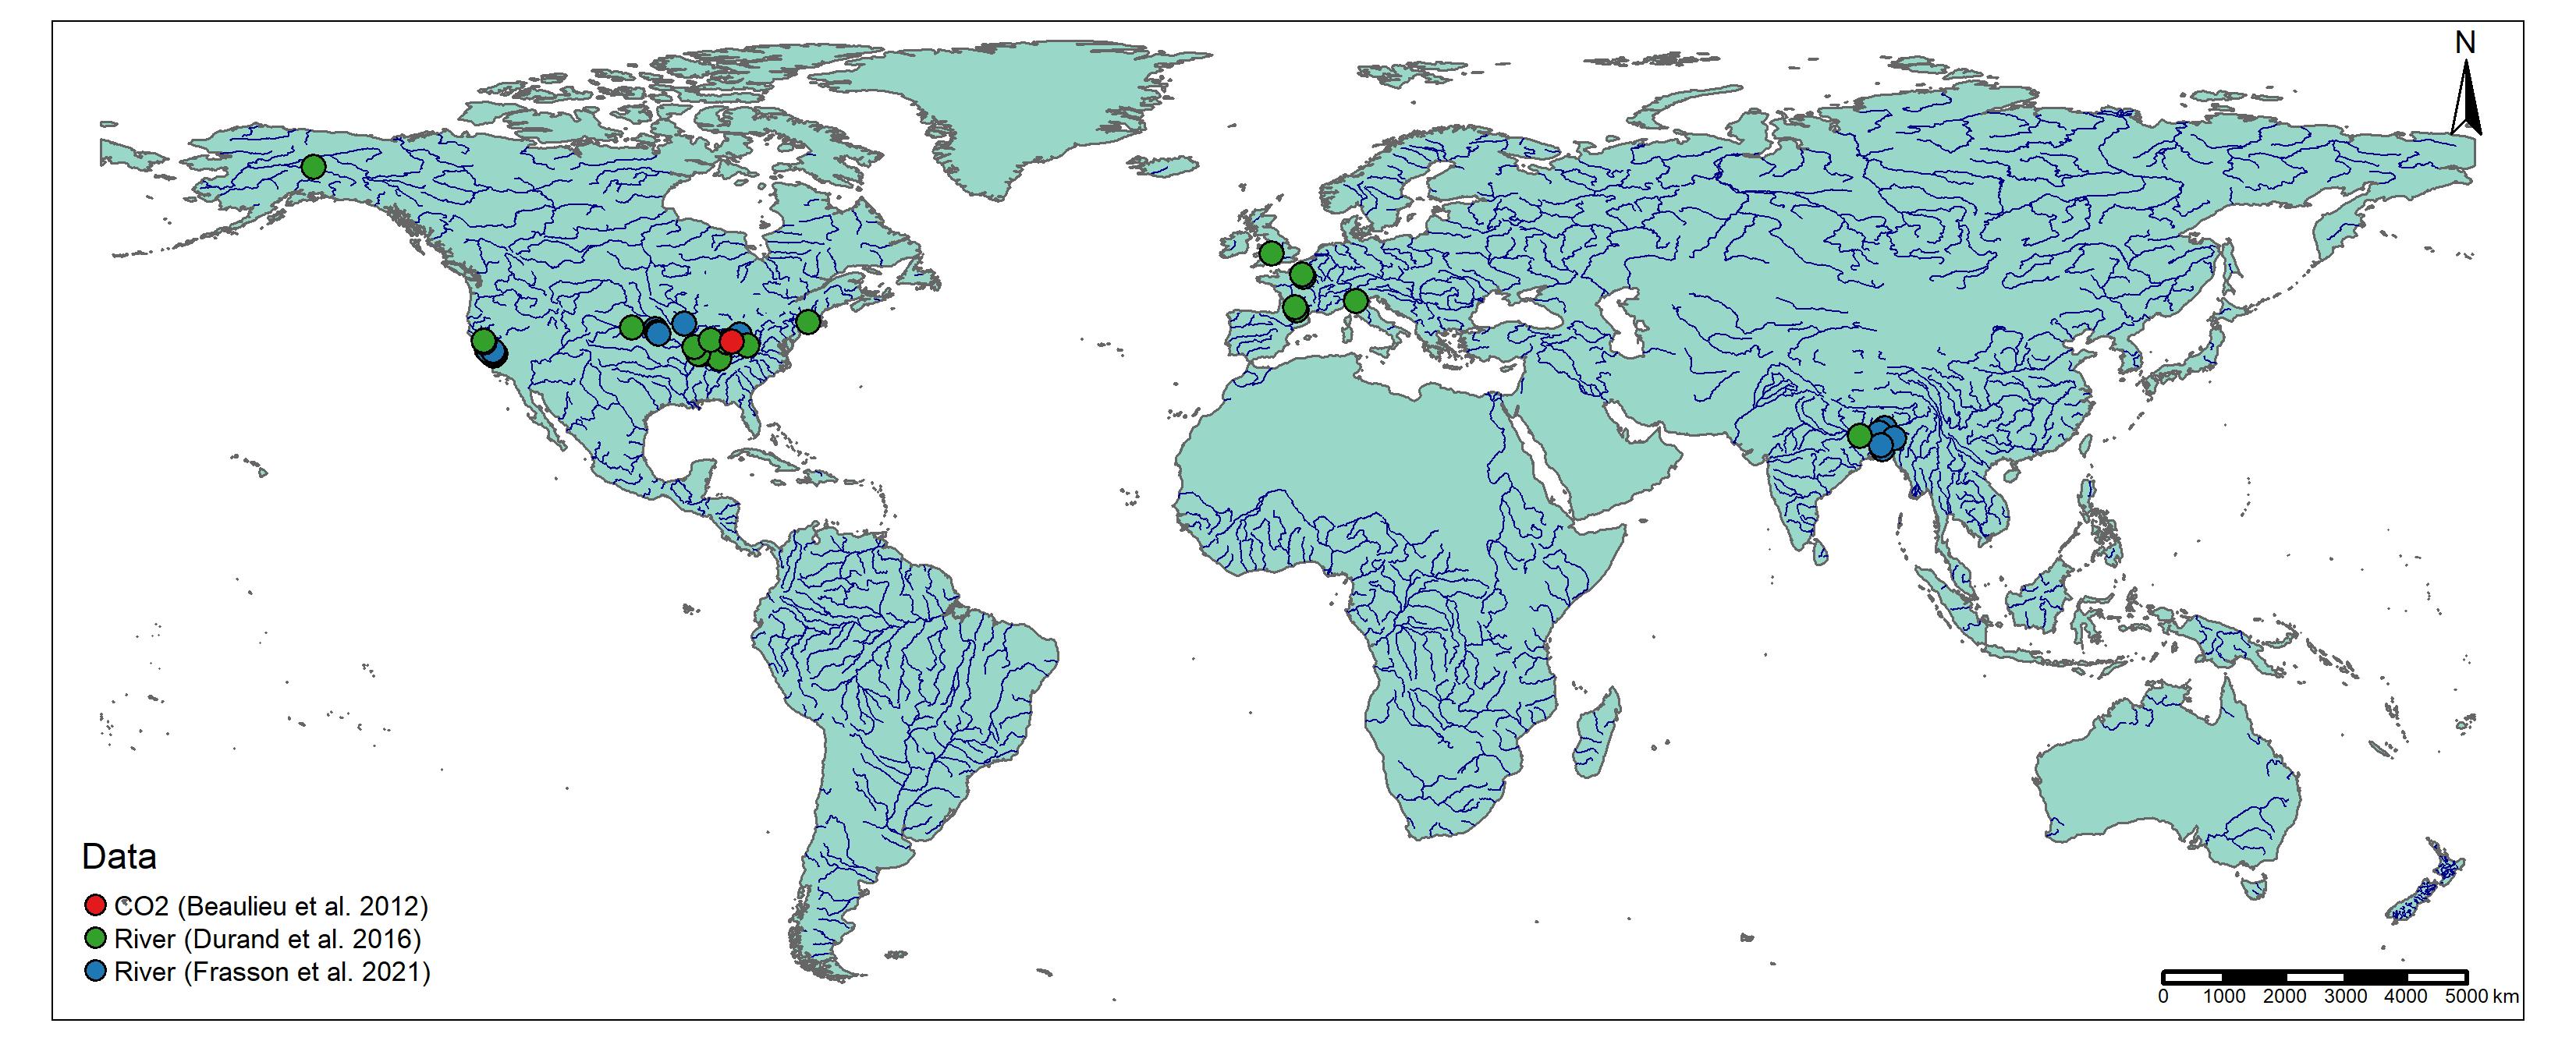 N
Data
CO2 (Beaulieu et al. 2012)
River (Durand et al. 2016)
River (Frasson et al. 2021)
0 1000 2000 3000 4000 5000 km